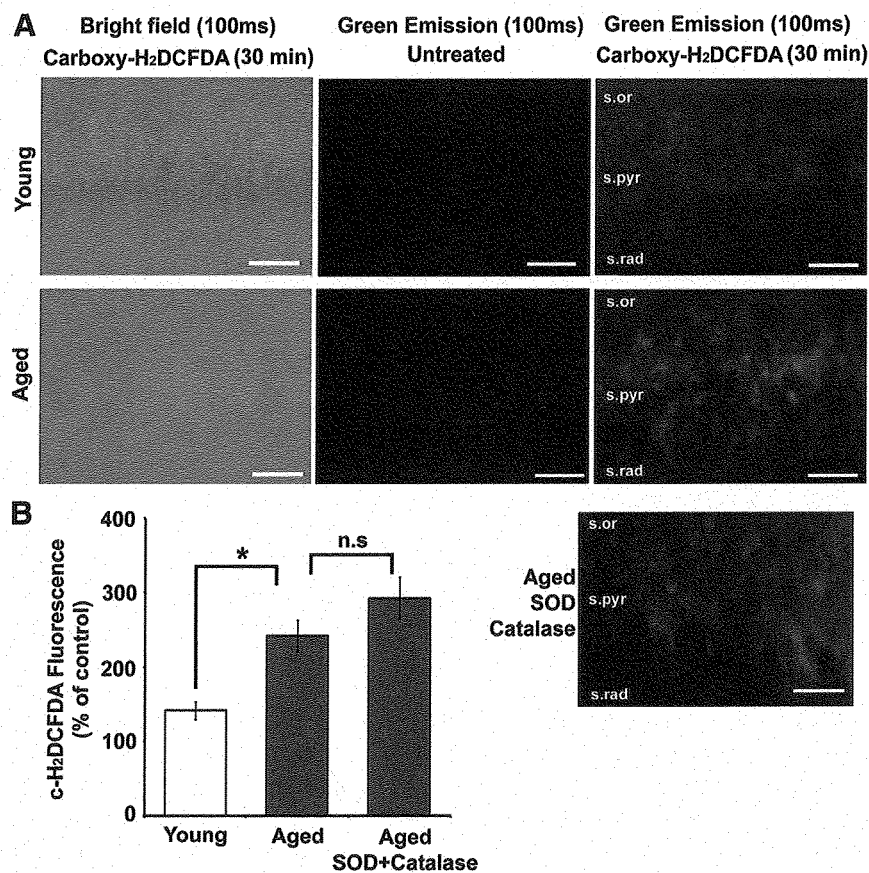 A
Bright field (100ms)
Carboxy-H₂DCFDA (30 min)
Green Emission (100ms)
Untreated
Green Emission (100ms)
Carboxy-H₂DCFDA (30 min)
Young
s.or
s.pyr
s.rad
Aged
s.or
s.pyr
s.rad
B
c-H₂DCFDA Fluorescence
(% of control)
400
300
200
100
0
*
n.s
Young
Aged
Aged
SOD+Catalase
Aged
SOD
Catalase
s.or
s.pyr
s.rad